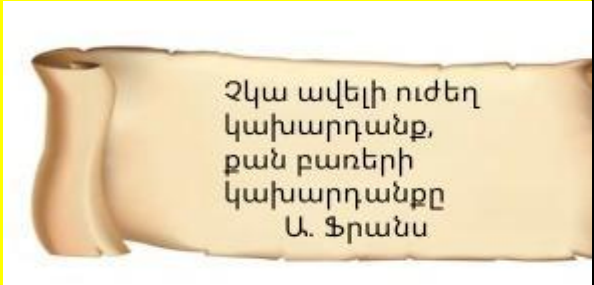 Չկա ավելի ուժեղ
կախարդանք,
քան բառերի
կախարդանքը
Ա. Ֆրանս